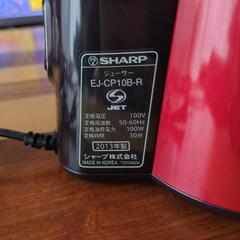 SHARP
ジューサー
EJ-CP10B-R
S
JET
定格電圧 100V
定格周波数 50-60Hz
定格消費電力 100W
定格時間 30分
2013年製
シャープ株式会社
MADE IN KOREA